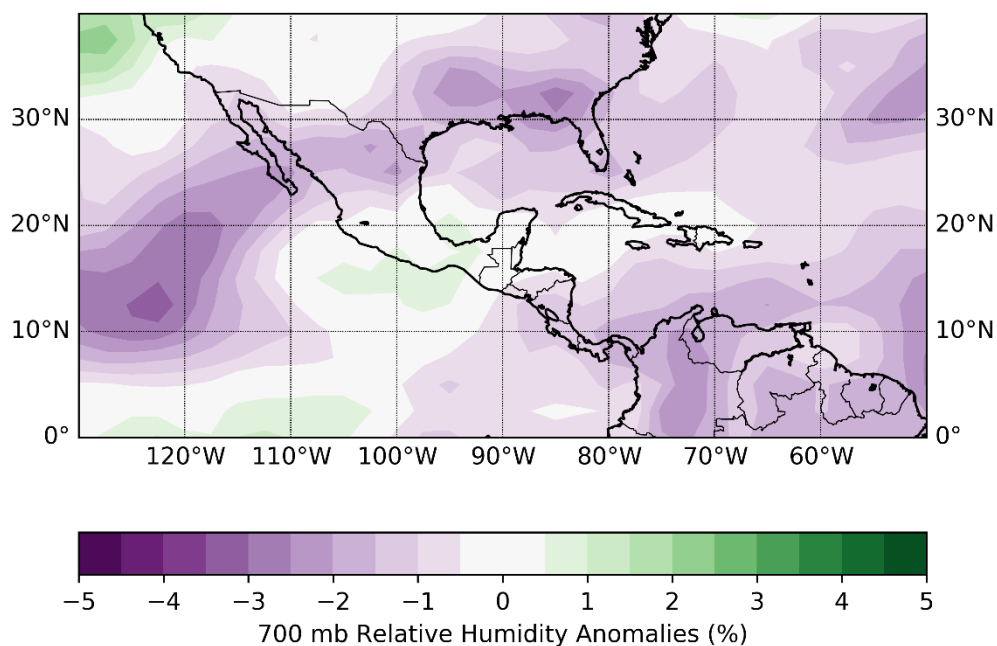 30°N 30°N
20°N 20°N
10°N 10°N
0° 0°
120°W 110°W 100°W 90°W 80°W 70°W 60°W
−5 −4 −3 −2 −1 0 1 2 3 4 5
700 mb Relative Humidity Anomalies (%)